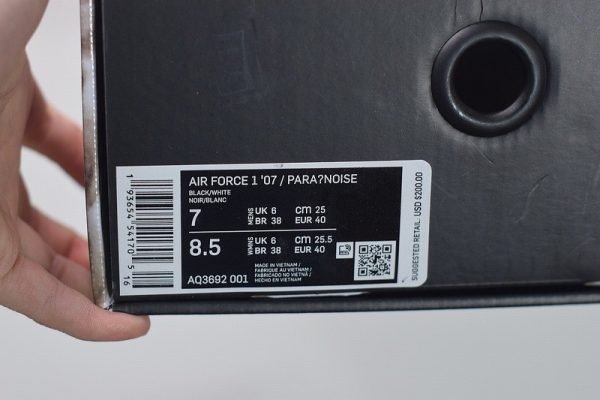 AIR FORCE 1 '07 / PARA?NOISE
BLACK/WHITE
NOIR/BLANC
7 MENS UK 6 cm 25
BR 38 EUR 40
8.5 WMNS UK 6 cm 25.5
BR 38 EUR 40
AQ3692 001
MADE IN VIETNAM /
FABRIQUE AU VIETNAM /
FABRICADO NO VIETNÃ /
HECHO EN VIETNAM
1 93654 54170 5 16
SUGGESTED RETAIL USD $200.00